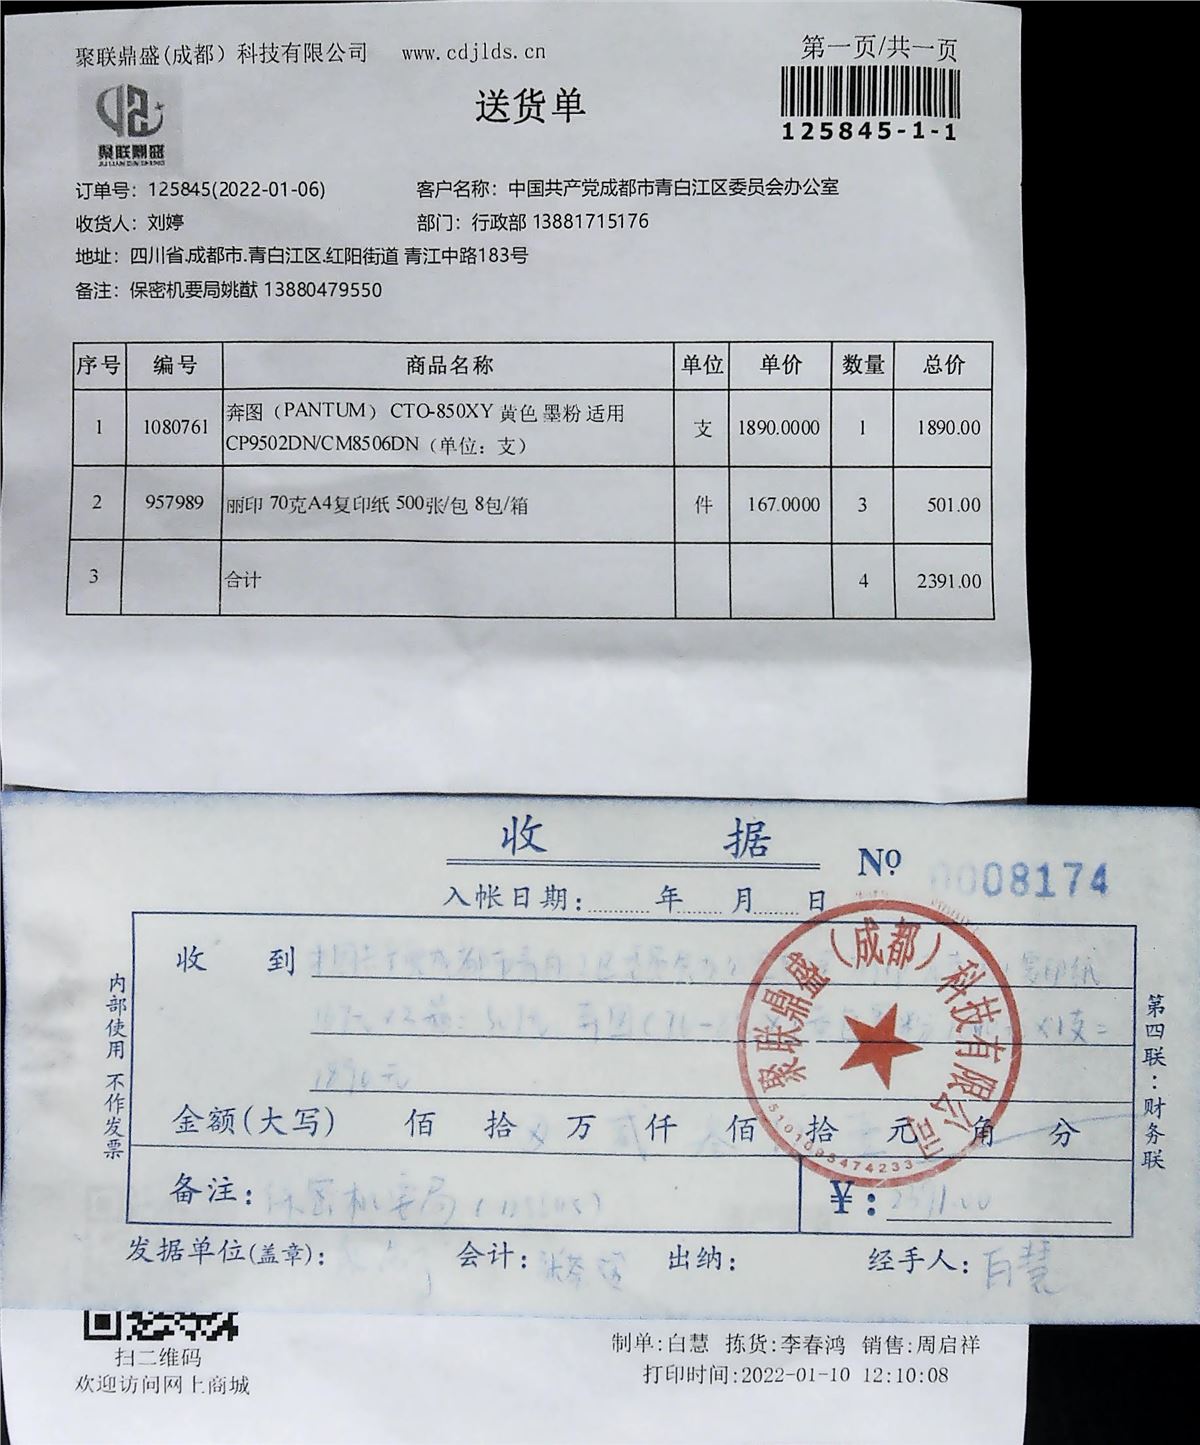 聚联鼎盛(成都)科技有限公司 www.cdjlds.cn
第一页/共一页
聚联鼎盛
送货单
125845-1-1
订单号: 125845(2022-01-06) 客户名称: 中国共产党成都市青白江区委员会办公室
收货人: 刘婷 部门: 行政部 13881715176
地址: 四川省.成都市.青白江区.红阳街道 青江中路183号
备注: 保密机要局姚猷 13880479550
序号 编号 商品名称 单位 单价 数量 总价
1 1080761 奔图（PANTUM）CTO-850XY 黄色 墨粉 适用 支 1890.0000 1 1890.00
CP9502DN/CM8506DN（单位：支）
2 957989 丽印 70克A4复印纸 500张/包 8包/箱 件 167.0000 3 501.00
3 合计 4 2391.00
收 据
No 0008174
入帐日期: 年 月 日
收 到
复印纸
1890元
金额(大写) 佰 拾 万 仟 佰 拾 元 角 分
备注: 保密机要局
¥: 2391.00
发据单位(盖章): 会计: 出纳: 经手人: 白慧
内部使用 不作发票
第四联:财务联
聚联鼎盛（成都）科技有限公司
5101085474233
扫二维码
欢迎访问网上商城
制单:白慧 拣货:李春鸿 销售:周启祥
打印时间:2022-01-10 12:10:08